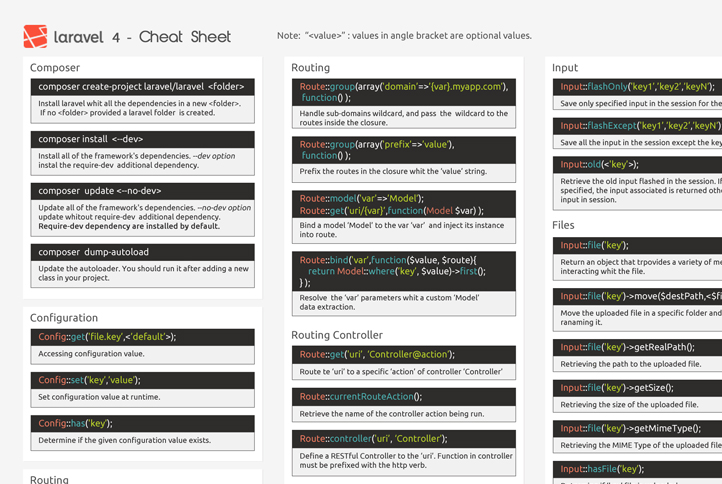 laravel 4 - Cheat Sheet
Note: “<value>” : values in angle bracket are optional values.
Composer
composer create-project laravel/laravel <folder>
Install laravel whit all the dependencies in a new <folder>.
If no <folder> provided a laravel folder is created.
composer install <--dev>
Install all of the framework's dependencies. --dev option
instal the require-dev additional dependency.
composer update <--no-dev>
Update all of the framework's dependencies. --no-dev option
update whitout require-dev additional dependency.
Require-dev dependency are installed by default.
composer dump-autoload
Update the autoloader. You should run it after adding a new
class in your project.
Configuration
Config::get('file.key',<'default'>);
Accessing configuration value.
Config::set('key','value');
Set configuration value at runtime.
Config::has('key');
Determine if the given configuration value exists.
Routing
Routing
Route::group(array('domain'=>'{var}.myapp.com'),
function() );
Handle sub-domains wildcard, and pass the wildcard to the
routes inside the closure.
Route::group(array('prefix'=>'value'),
function() );
Prefix the routes in the closure whit the 'value' string.
Route::model('var'=>'Model');
Route::get('uri/{var}',function(Model $var) );
Bind a model 'Model' to the var 'var' and inject its instance
into route.
Route::bind('var',function($value, $route){
return Model::where('key', $value)->first();
} );
Resolve the 'var' parameters whit a custom 'Model'
data extraction.
Routing Controller
Route::get('uri', 'Controller@action');
Route te 'uri' to a specific 'action' of controller 'Controller'
Route::currentRouteAction();
Retrieve the name of the controller action being run.
Route::controller('uri', 'Controller');
Define a RESTful Controller to the 'uri'. Function in controller
must be prefixed with the http verb.
Input
Input::flashOnly('key1','key2','keyN');
Save only specified input in the session for the
Input::flashExcept('key1','key2','keyN')
Save all the input in the session except the key
Input::old(<'key'>);
Retrieve the old input flashed in the session. If
specified, the input associated is returned othe
input in session.
Files
Input::file('key');
Return an object that trpovides a variety of me
interacting whit the file.
Input::file('key')->move($destPath,<$fi
Move the uploaded file in a specific folder and
ranaming it.
Input::file('key')->getRealPath();
Retrieving the path to the uploaded file.
Input::file('key')->getSize();
Retrieving the size of the uploaded file.
Input::file('key')->getMimeType();
Retrieving the MIME Type of the uploaded file
Input::hasFile('key');